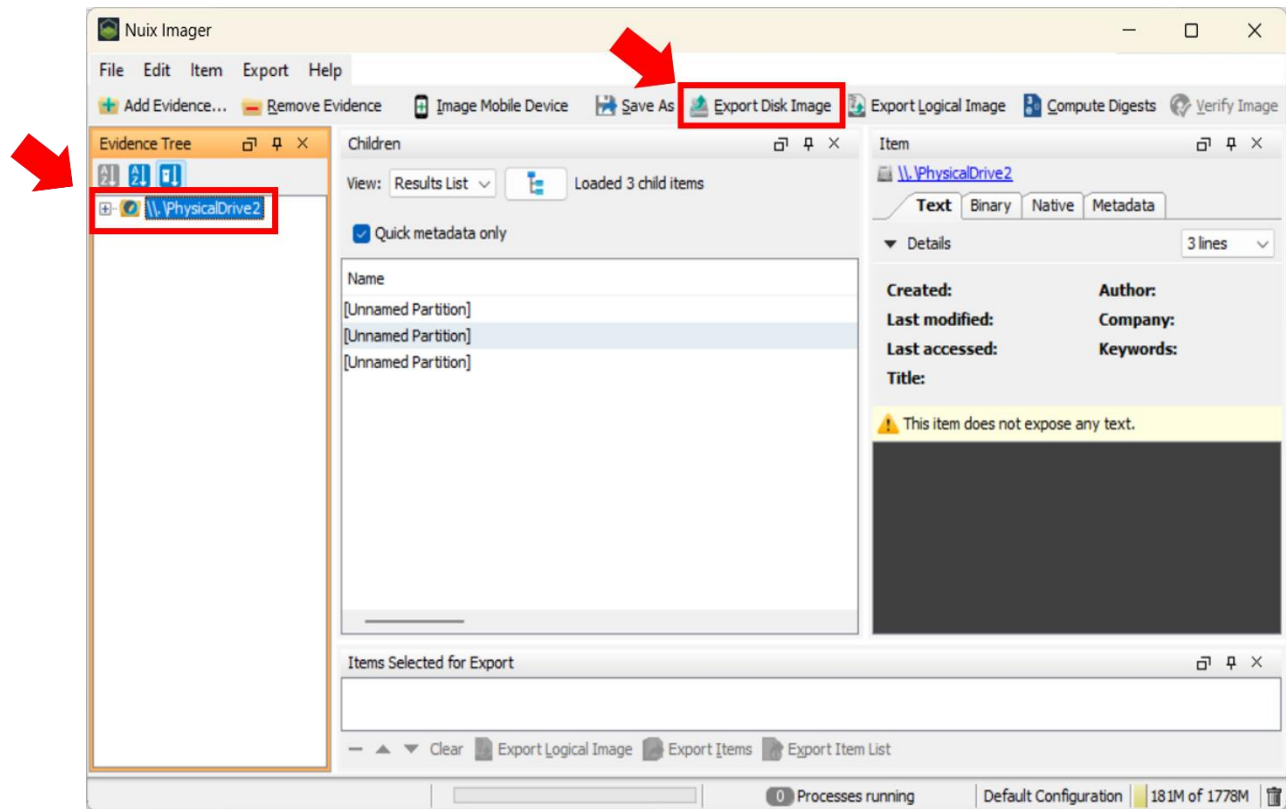 Nuix Imager
File Edit Item Export Help
Add Evidence... Remove Evidence Image Mobile Device Save As Export Disk Image Export Logical Image Compute Digests Verify Image
Evidence Tree
\\.\PhysicalDrive2
Children
View: Results List Loaded 3 child items
Quick metadata only
Name
[Unnamed Partition]
[Unnamed Partition]
[Unnamed Partition]
Item
\\.\PhysicalDrive2
Text Binary Native Metadata
Details 3 lines
Created: Author:
Last modified: Company:
Last accessed: Keywords:
Title:
This item does not expose any text.
Items Selected for Export
Clear Export Logical Image Export Items Export Item List
0 Processes running Default Configuration 181M of 1778M